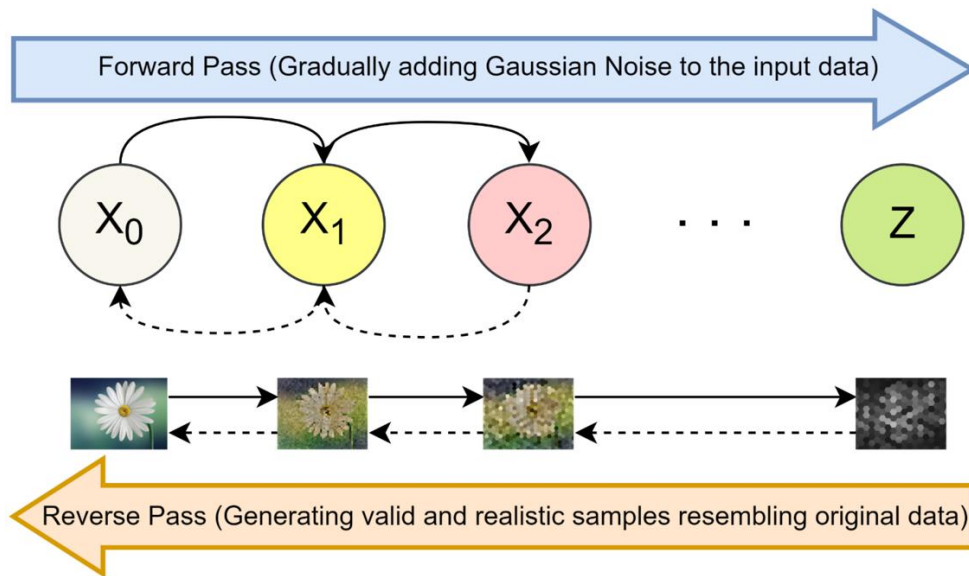 Forward Pass (Gradually adding Gaussian Noise to the input data)
X₀ X₁ X₂ . . . Z
Reverse Pass (Generating valid and realistic samples resembling original data)